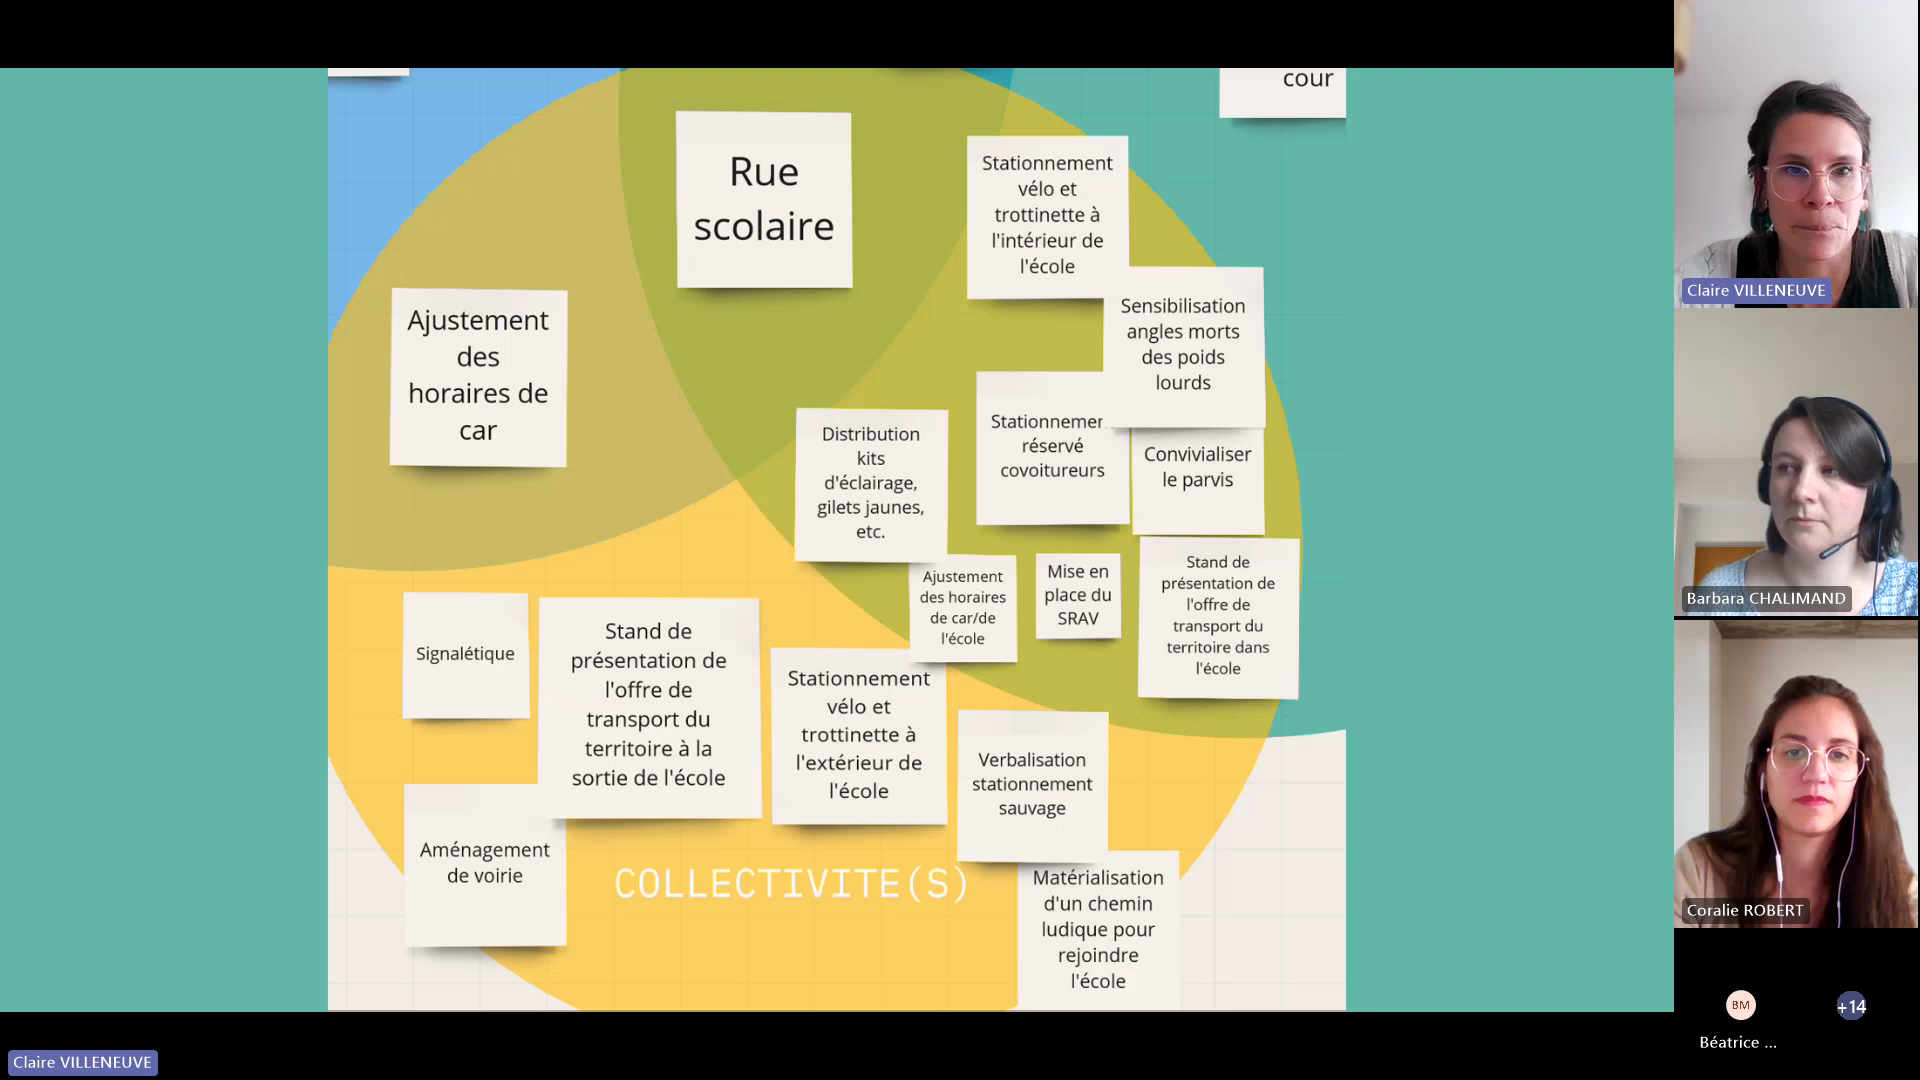 cour
Rue
scolaire
Stationnement
vélo et
trottinette à
l'intérieur de
l'école
Sensibilisation
angles morts
des poids
lourds
Ajustement
des
horaires de
car
Distribution
kits
d'éclairage,
gilets jaunes,
etc.
réservé
covoitureurs
Convivialiser
le parvis
Ajustement
des horaires
de car/de
l'école
Mise en
place du
SRAV
Stand de
présentation de
l'offre de
transport du
territoire dans
l'école
Signalétique
Stand de
présentation de
l'offre de
transport du
territoire à la
sortie de l'école
Stationnement
vélo et
trottinette à
l'extérieur de
l'école
Verbalisation
stationnement
sauvage
Aménagement
de voirie
COLLECTIVITE(S)
Matérialisation
d'un chemin
ludique pour
rejoindre
l'école
Claire VILLENEUVE
Barbara CHALIMAND
Coralie ROBERT
BM
+14
Béatrice ...
Claire VILLENEUVE